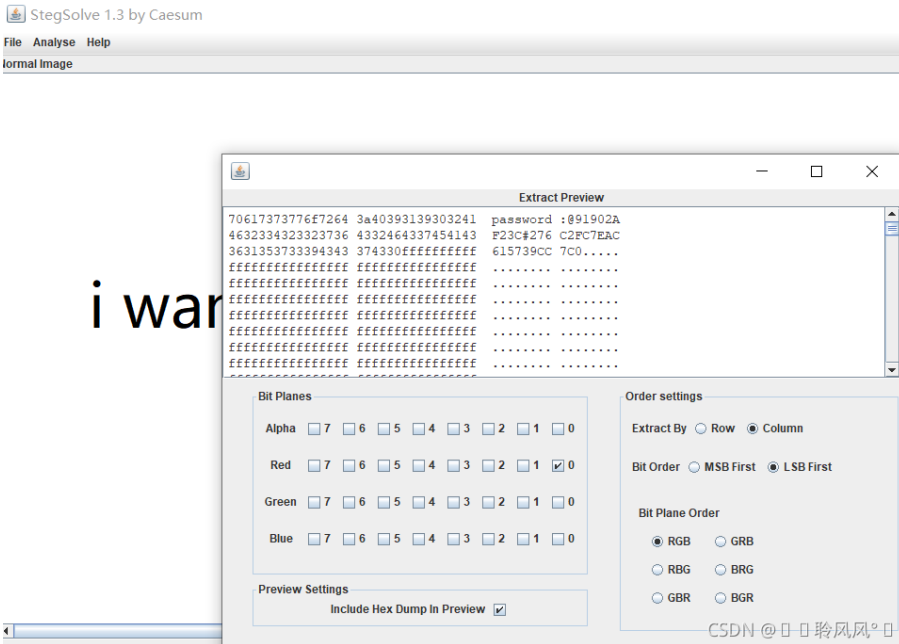 StegSolve 1.3 by Caesum
File Analyse Help
Normal Image
i wan
Extract Preview
70617373776f7264 3a40393139303241 password :@91902A
4632334323323736 4332464337454143 F23C#276 C2FC7EAC
3631353733394343 374330ffffffffff 615739CC 7C0.....
ffffffffffffffff ffffffffffffffff ........ ........
ffffffffffffffff ffffffffffffffff ........ ........
ffffffffffffffff ffffffffffffffff ........ ........
ffffffffffffffff ffffffffffffffff ........ ........
ffffffffffffffff ffffffffffffffff ........ ........
ffffffffffffffff ffffffffffffffff ........ ........
ffffffffffffffff ffffffffffffffff ........ ........
Bit Planes
Alpha 7 6 5 4 3 2 1 0
Red 7 6 5 4 3 2 1 0
Green 7 6 5 4 3 2 1 0
Blue 7 6 5 4 3 2 1 0
Preview Settings
Include Hex Dump In Preview
Order settings
Extract By Row Column
Bit Order MSB First LSB First
Bit Plane Order
RGB GRB
RBG BRG
GBR BGR
CSDN @▯ ▯聆风风°▯